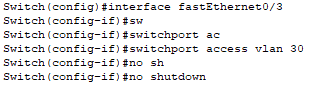 Switch(config)#interface fastEthernet0/3
Switch(config-if)#sw
Switch(config-if)#switchport ac
Switch(config-if)#switchport access vlan 30
Switch(config-if)#no sh
Switch(config-if)#no shutdown